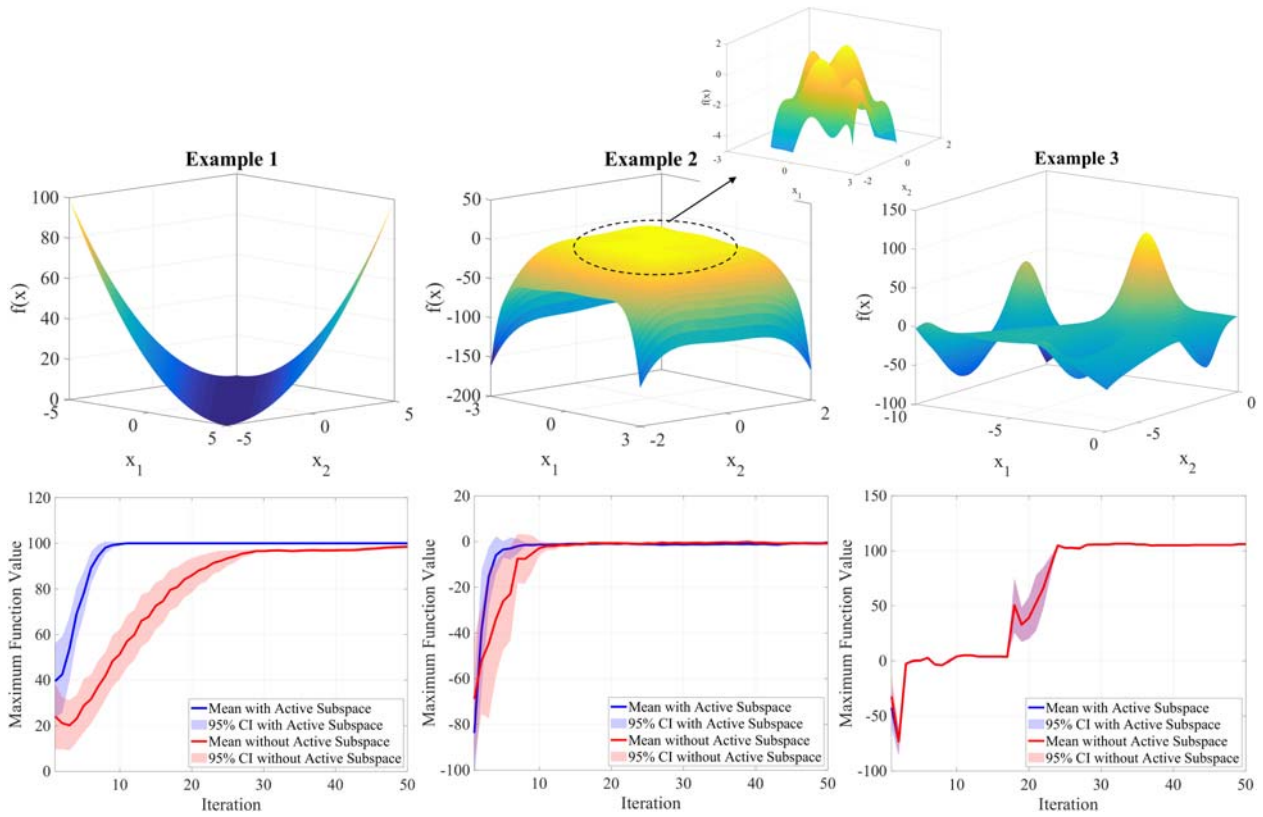 2
0
-2
-4
f(x)
-3
0
3
x1
-2
0
2
x2
Example 1
Example 2
Example 3
100
80
60
40
20
0
f(x)
-5
0
5
x1
-5
0
5
x2
50
0
-50
-100
-150
-200
f(x)
-3
0
3
x1
-2
0
2
x2
150
100
50
0
-50
-100
f(x)
-10
-5
0
x1
-5
0
x2
120
100
80
60
40
20
0
Maximum Function Value
10 20 30 40 50
Iteration
Mean with Active Subspace
95% CI with Active Subspace
Mean without Active Subspace
95% CI without Active Subspace
20
0
-20
-40
-60
-80
-100
Maximum Function Value
10 20 30 40 50
Iteration
Mean with Active Subspace
95% CI with Active Subspace
Mean without Active Subspace
95% CI without Active Subspace
150
100
50
0
-50
-100
Maximum Function Value
10 20 30 40 50
Iteration
Mean with Active Subspace
95% CI with Active Subspace
Mean without Active Subspace
95% CI without Active Subspace